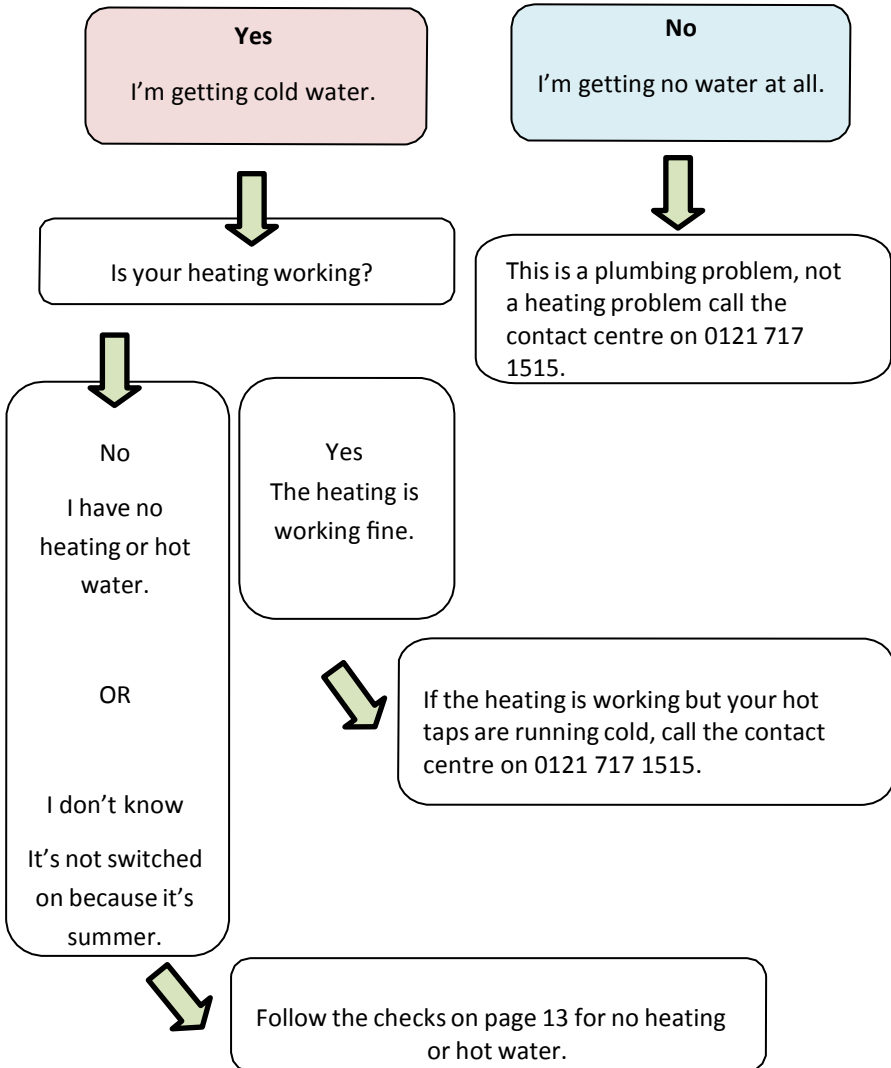 Yes
I'm getting cold water.
No
I'm getting no water at all.
Is your heating working?
This is a plumbing problem, not
a heating problem call the
contact centre on 0121 717
1515.
No
I have no
heating or hot
water.
OR
I don't know
It's not switched
on because it's
summer.
Yes
The heating is
working fine.
If the heating is working but your hot
taps are running cold, call the contact
centre on 0121 717 1515.
Follow the checks on page 13 for no heating
or hot water.